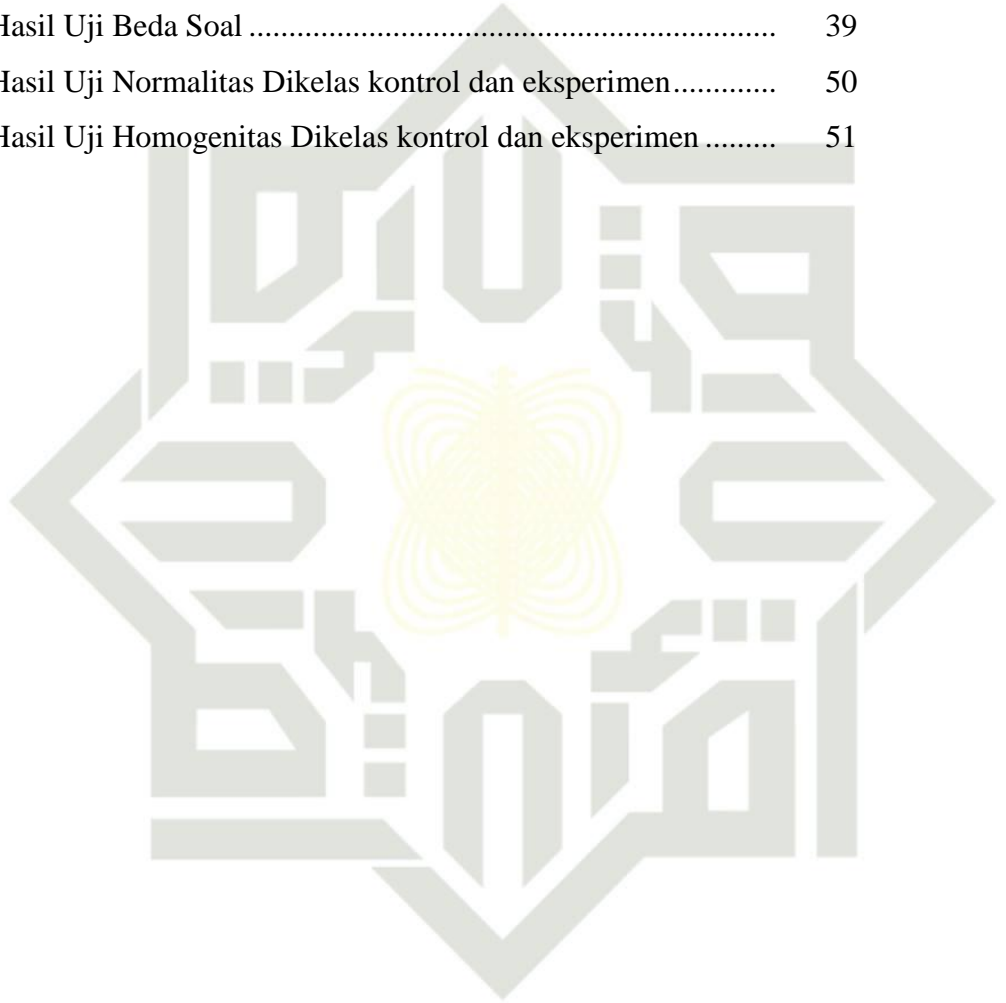 Hasil Uji Beda Soal ................................................................. 39
Hasil Uji Normalitas Dikelas kontrol dan eksperimen............. 50
Hasil Uji Homogenitas Dikelas kontrol dan eksperimen ......... 51